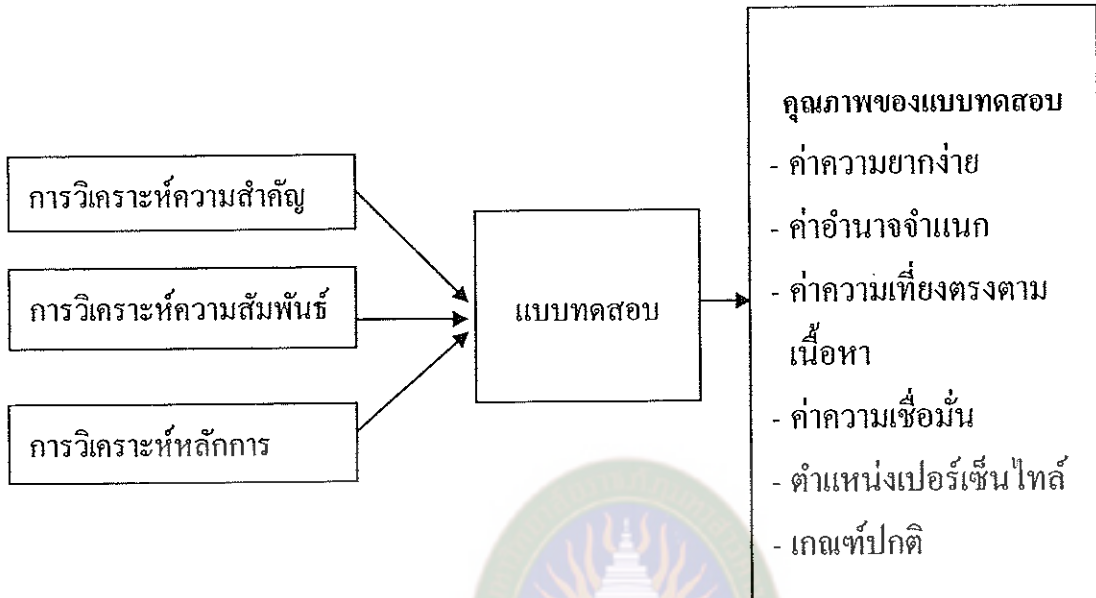 การวิเคราะห์ความสำคัญ
การวิเคราะห์ความสัมพันธ์
การวิเคราะห์หลักการ
แบบทดสอบ
คุณภาพของแบบทดสอบ
- ค่าความยากง่าย
- ค่าอำนาจจำแนก
- ค่าความเที่ยงตรงตาม
เนื้อหา
- ค่าความเชื่อมั่น
- ตำแหน่งเปอร์เซ็นไทล์
- เกณฑ์ปกติ